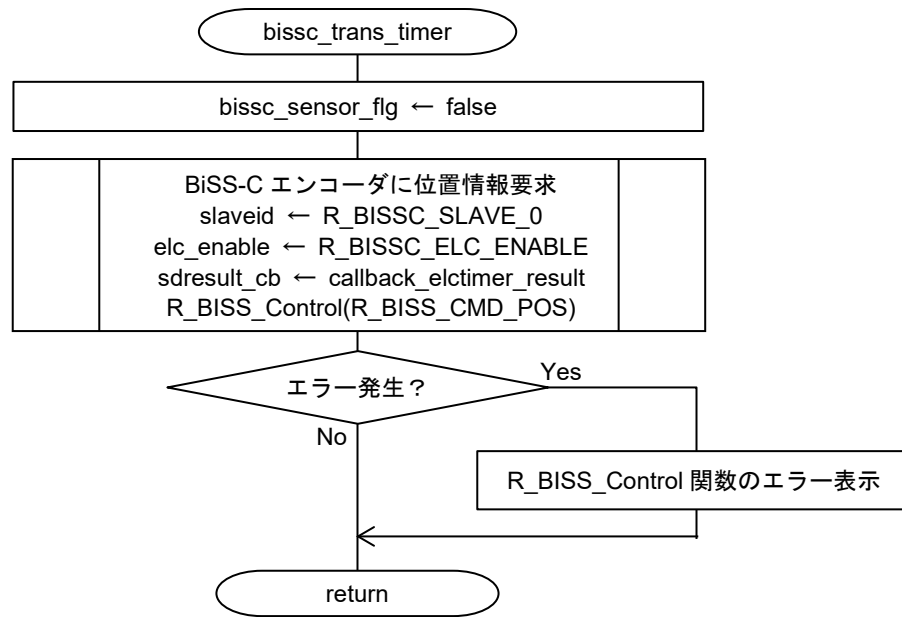 bissc_trans_timer
bissc_sensor_flg ← false
BiSS-C エンコーダに位置情報要求
slaveid ← R_BISSC_SLAVE_0
elc_enable ← R_BISSC_ELC_ENABLE
sdresult_cb ← callback_elctimer_result
R_BISS_Control(R_BISS_CMD_POS)
エラー発生？
Yes
No
R_BISS_Control 関数のエラー表示
return